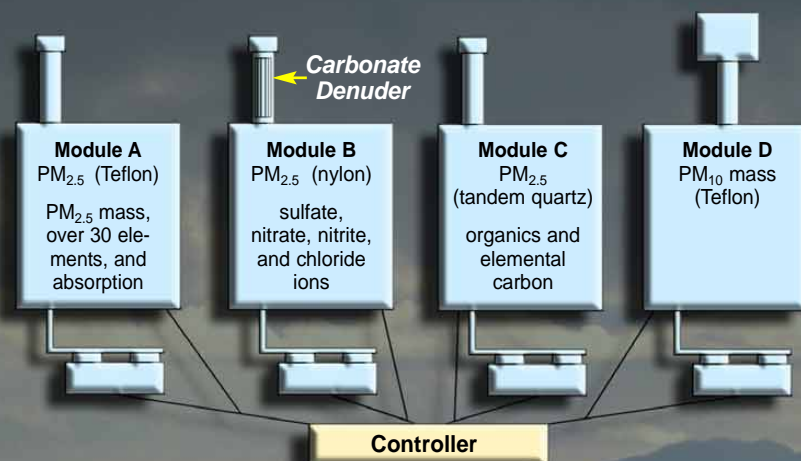 Carbonate
Denuder
Module A
PM2.5 (Teflon)
PM2.5 mass,
over 30 ele-
ments, and
absorption
Module B
PM2.5 (nylon)
sulfate,
nitrate, nitrite,
and chloride
ions
Module C
PM2.5
(tandem quartz)
organics and
elemental
carbon
Module D
PM10 mass
(Teflon)
Controller